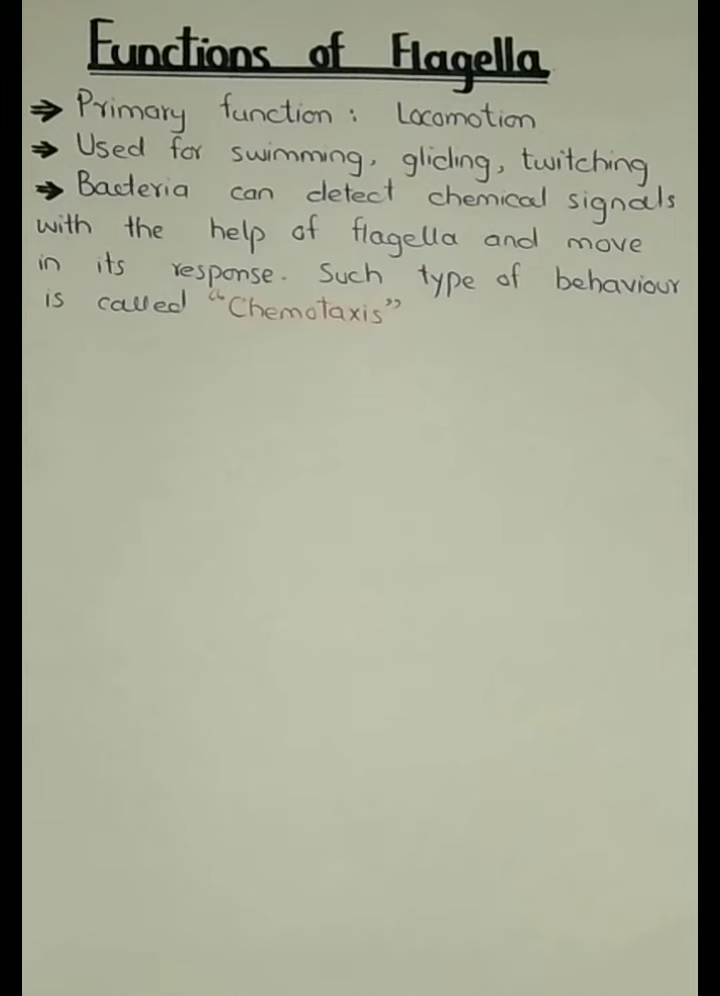 Functions of Flagella
⇒ Primary function : Locomotion
⇒ Used for swimming, gliding, twitching
⇒ Bacteria can detect chemical signals
with the help of flagella and move
in its response. Such type of behaviour
is called "Chemotaxis"